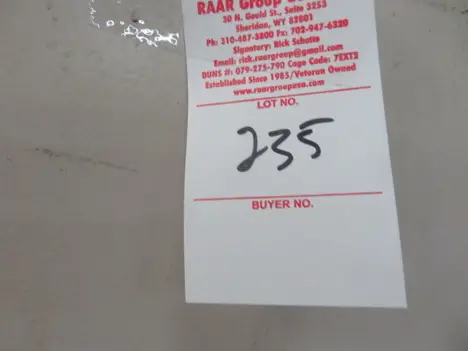 RAAR Group
30 N. Gould St., Suite 3253
Sheridan, WY 82801
Ph: 310-487-5800 Fx: 702-947-6320
Signatory: Rick Schutte
Email: rick.raargroup@gmail.com
DUNS #: 079-275-790 Cage Code: 7EXT2
Established Since 1985/Veteran Owned
www.raargroupusa.com
LOT NO.
235
BUYER NO.